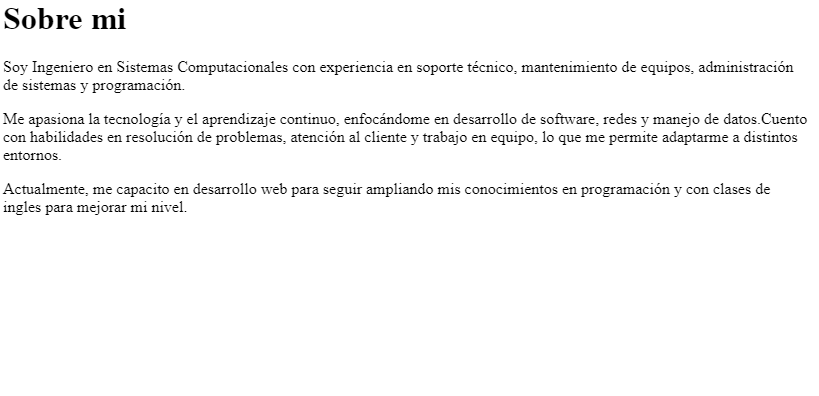 Sobre mi
Soy Ingeniero en Sistemas Computacionales con experiencia en soporte técnico, mantenimiento de equipos, administración
de sistemas y programación.
Me apasiona la tecnología y el aprendizaje continuo, enfocándome en desarrollo de software, redes y manejo de datos.Cuento
con habilidades en resolución de problemas, atención al cliente y trabajo en equipo, lo que me permite adaptarme a distintos
entornos.
Actualmente, me capacito en desarrollo web para seguir ampliando mis conocimientos en programación y con clases de
ingles para mejorar mi nivel.